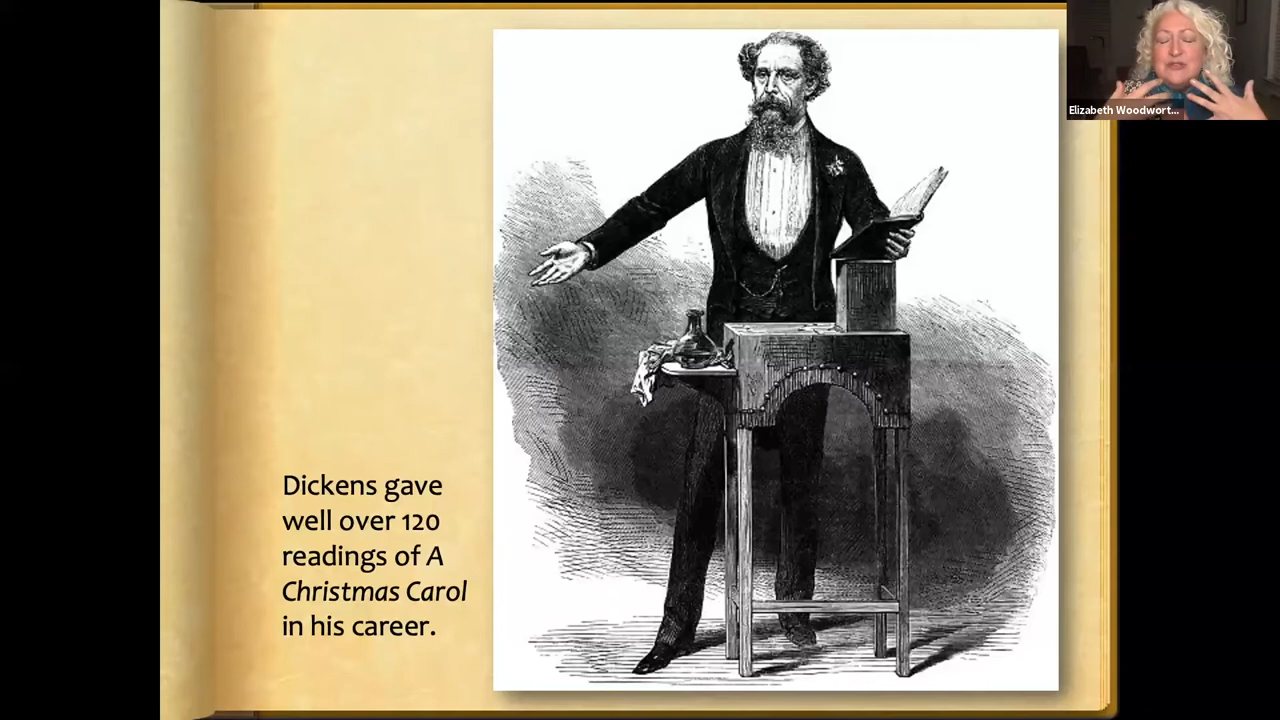 Elizabeth Woodwort...
Dickens gave
well over 120
readings of A
Christmas Carol
in his career.